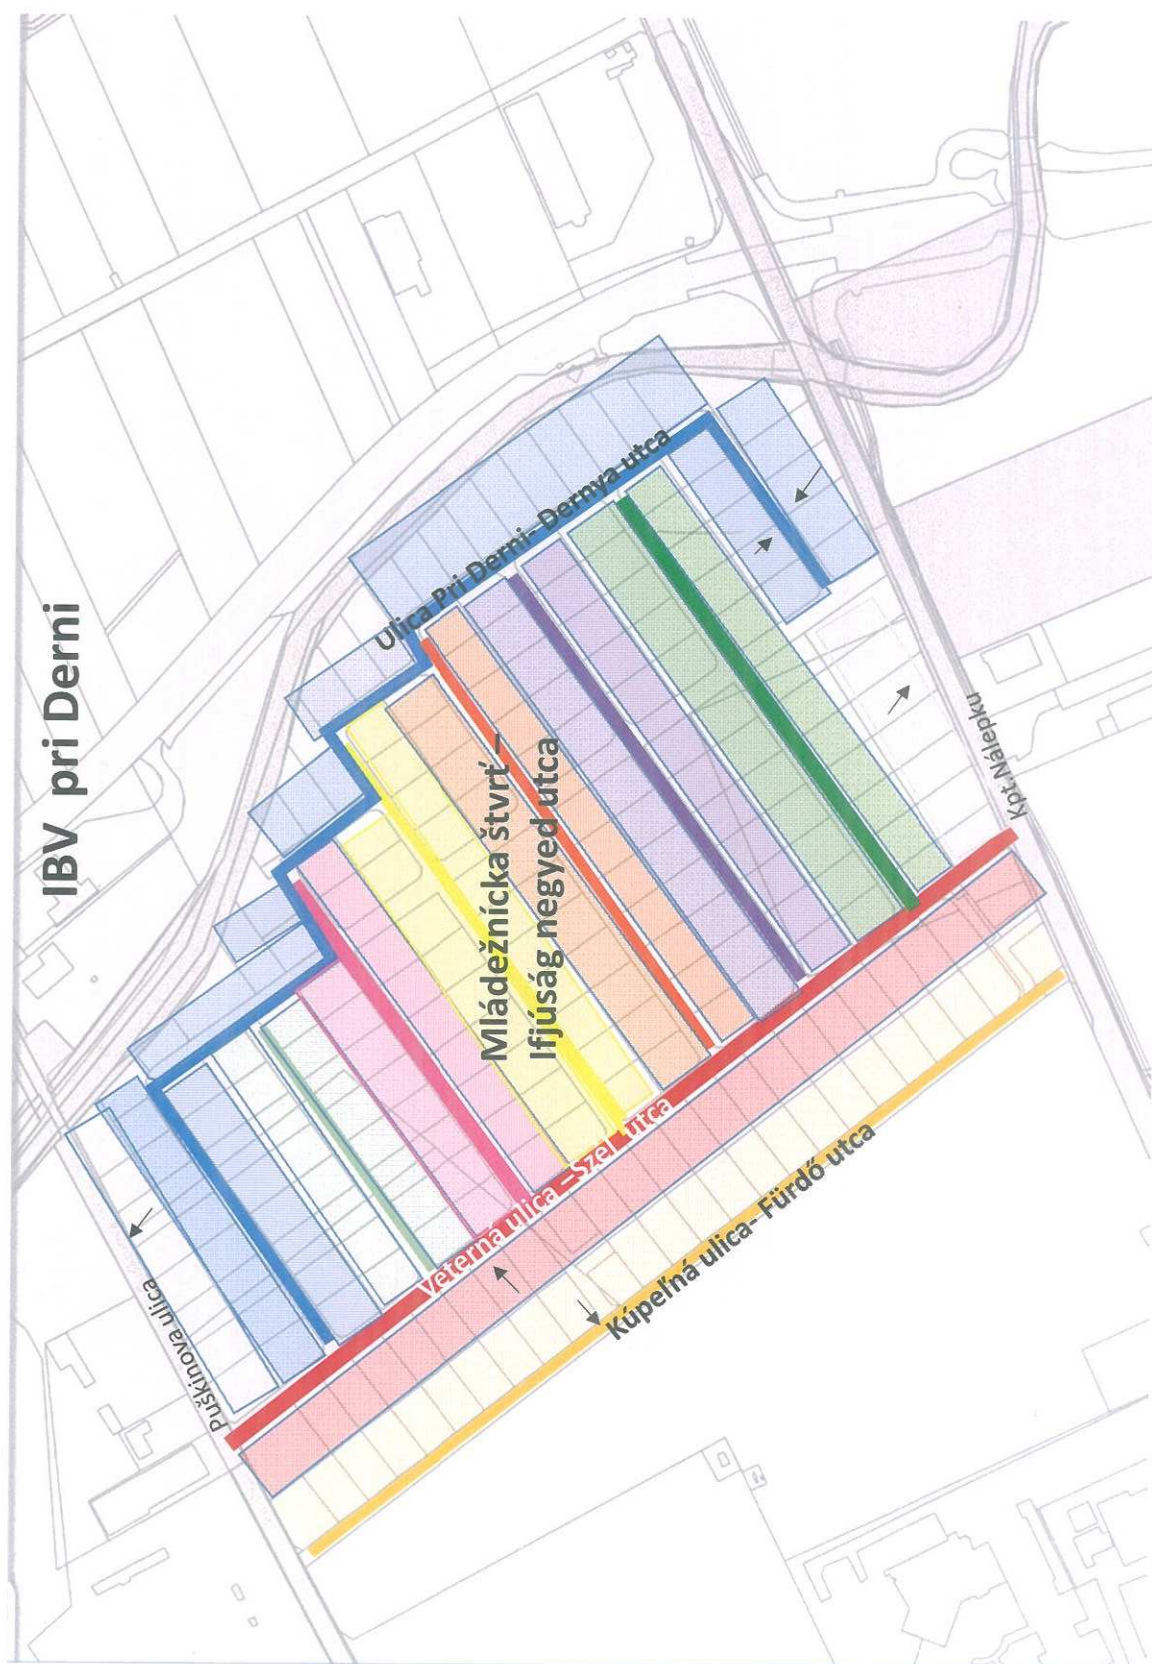 IBV pri Derni
Ulica Pri Derni- Dernya utca
Mládežnícka štvrť –
Ifjúság negyed utca
Puškinova ulica
Veterná ulica –Szél utca
Kúpeľná ulica- Fürdő utca
Kpt.Nálepku